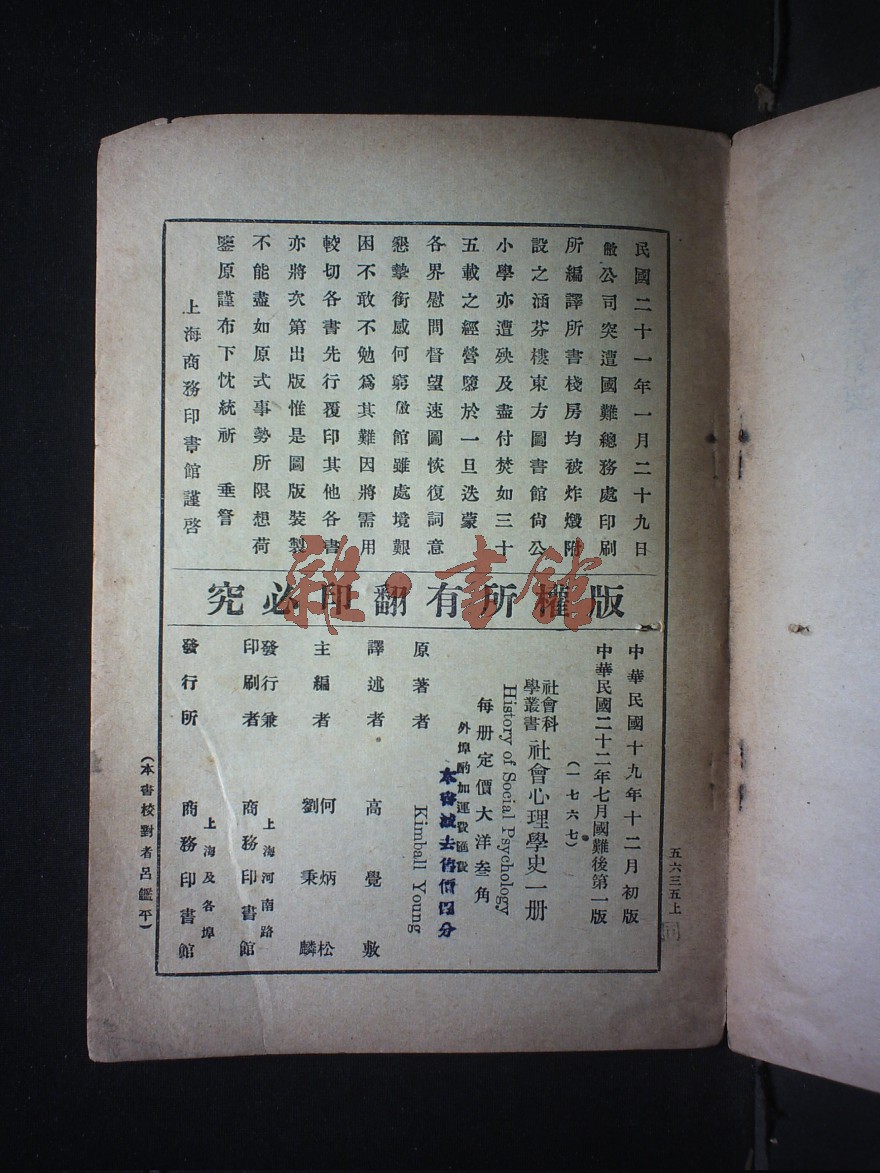 民國二十一年一月二十九日
敝公司突遭國難總務處印刷
所編譯所書棧房均被炸燬附
設之涵芬樓東方圖書館尙公
小學亦遭殃及盡付焚如三十
五載之經營隳於一旦迭蒙
各界慰問督望速圖恢復詞意
懇摯銜感何窮敝館雖處境艱
困不敢不勉爲其難因將需用
較切各書先行覆印其他各書
亦將次第出版惟是圖版裝製
不能盡如原式事勢所限想荷
鑒原謹布下忱統祈 垂詧
上海商務印書館謹啓
版權所有翻印必究
雜·書館
五六三五上
同
中華民國十九年十二月初版
中華民國二十二年七月國難後第一版
(一七六七)
社會科學叢書 社會心理學史一册
History of Social Psychology
每册定價大洋叁角
外埠酌加運費匯費
本書減去售價四分
原著者 Kimball Young
譯述者 高覺敷
主編者 何炳松 劉秉麟
發行兼印刷者 上海河南路 商務印書館
發行所 上海及各埠 商務印書館
(本書校對者呂鑑平)